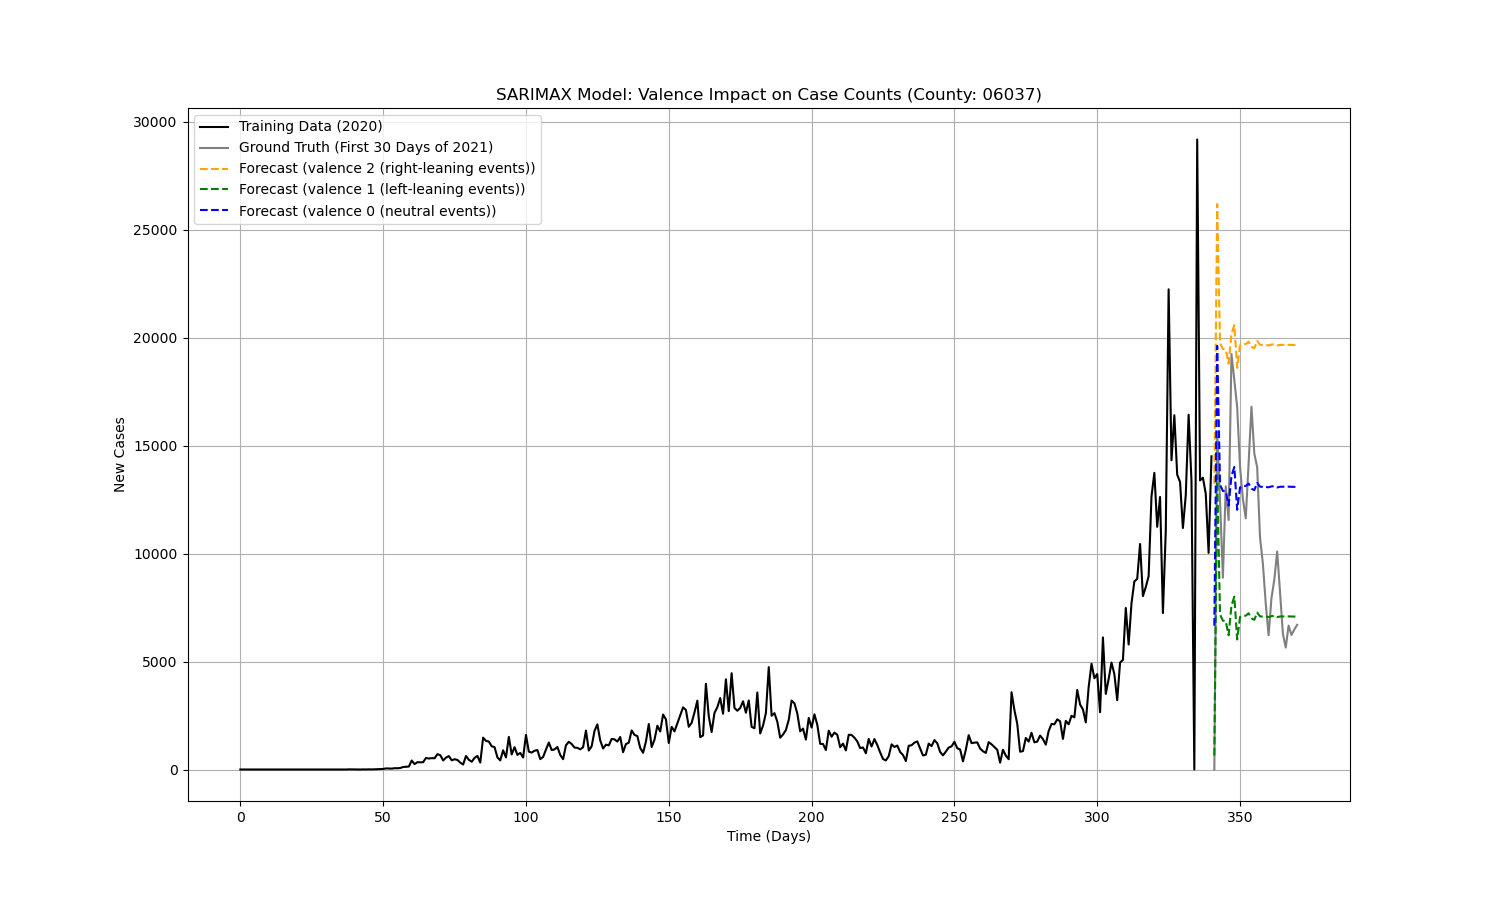 SARIMAX Model: Valence Impact on Case Counts (County: 06037)
Training Data (2020)
Ground Truth (First 30 Days of 2021)
Forecast (valence 2 (right-leaning events))
Forecast (valence 1 (left-leaning events))
Forecast (valence 0 (neutral events))
30000
25000
20000
15000
10000
5000
0
New Cases
0 50 100 150 200 250 300 350
Time (Days)